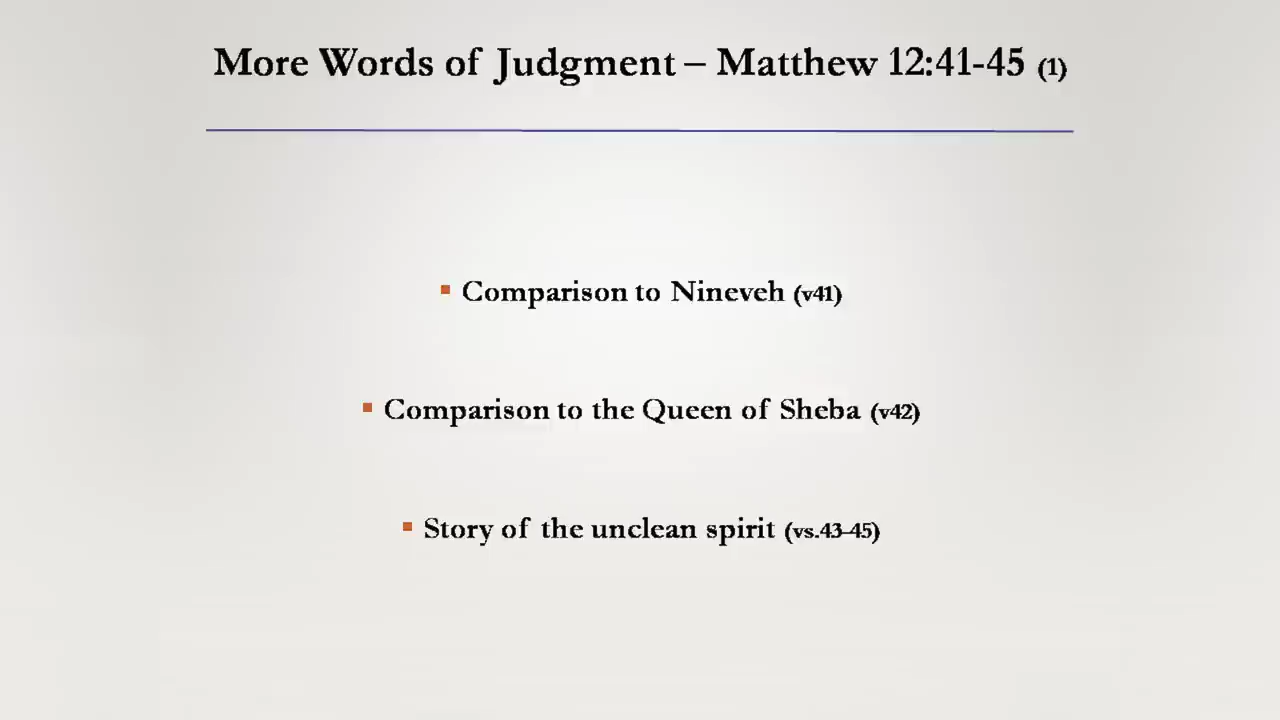 More Words of Judgment – Matthew 12:41-45 (1)
▪ Comparison to Nineveh (v41)
▪ Comparison to the Queen of Sheba (v42)
▪ Story of the unclean spirit (vs.43-45)